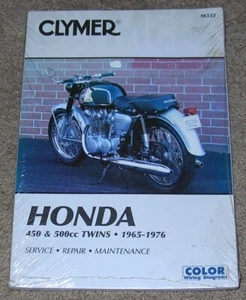 M333
CLYMER
HONDA
450 & 500cc TWINS • 1965-1976
SERVICE • REPAIR • MAINTENANCE
COLOR
Wiring Diagrams